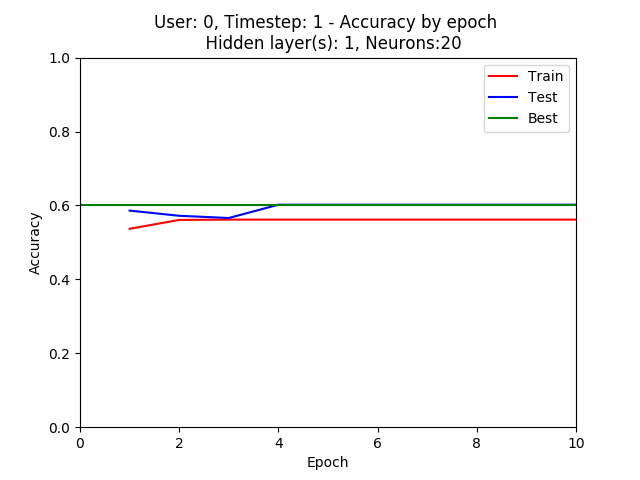 User: 0, Timestep: 1 - Accuracy by epoch
Hidden layer(s): 1, Neurons:20
Train
Test
Best
1.0
0.8
0.6
0.4
0.2
0.0
Accuracy
0 2 4 6 8 10
Epoch